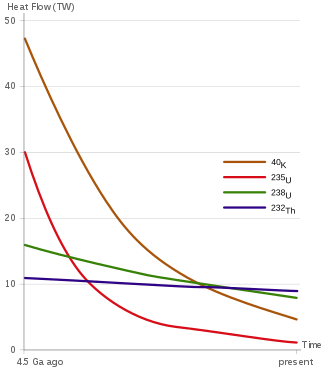 Heat Flow (TW)
50
40
30
20
10
0
40K
235U
238U
232Th
Time
4.5 Ga ago
present